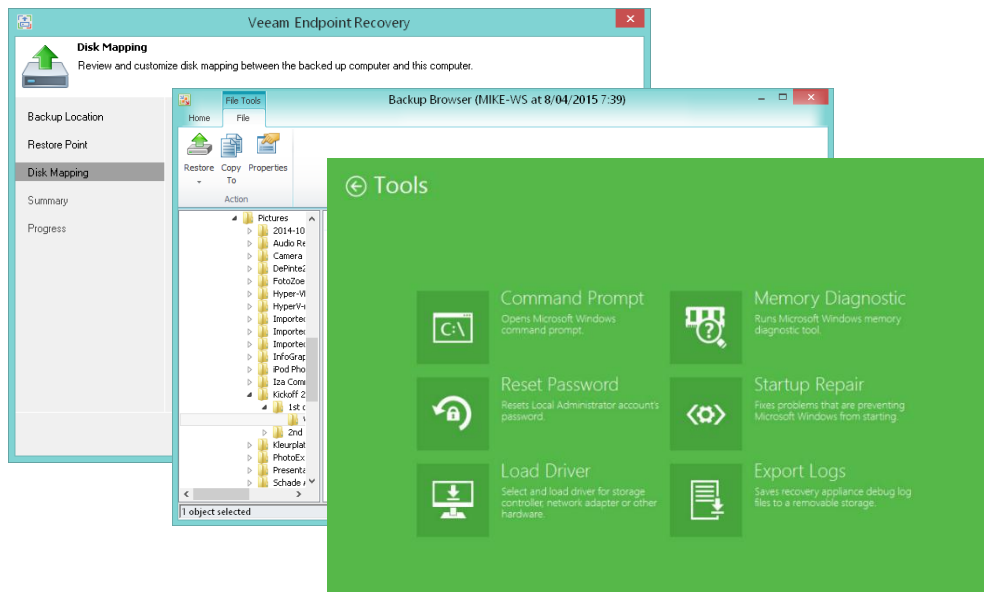 Veeam Endpoint Recovery
Disk Mapping
Review and customize disk mapping between the backed up computer and this computer.
Backup Location
Restore Point
Disk Mapping
Summary
Progress
File Tools
Backup Browser (MIKE-WS at 8/04/2015 7:39)
Home
File
Restore
Copy To
Properties
Action
Pictures
2014-10
Audio Re
Camera
DePinte2
FotoZoe
Hyper-VI
Importec
Importec
Importec
InfoGrap
iPod Pho
Iza Com
Kickoff 2
1st c
2nd
Kleurplat
PhotoEx
Presenta
Schade
1 object selected
Tools
Command Prompt
Opens Microsoft Windows
command prompt.
C:\
Memory Diagnostic
Runs Microsoft Windows memory
diagnostic tool.
Reset Password
Resets Local Administrator account's
password.
Startup Repair
Fixes problems that are preventing
Microsoft Windows from starting.
Load Driver
Select and load driver for storage
controller, network adapter or other
hardware.
Export Logs
Saves recovery appliance debug log
files to a removable storage.